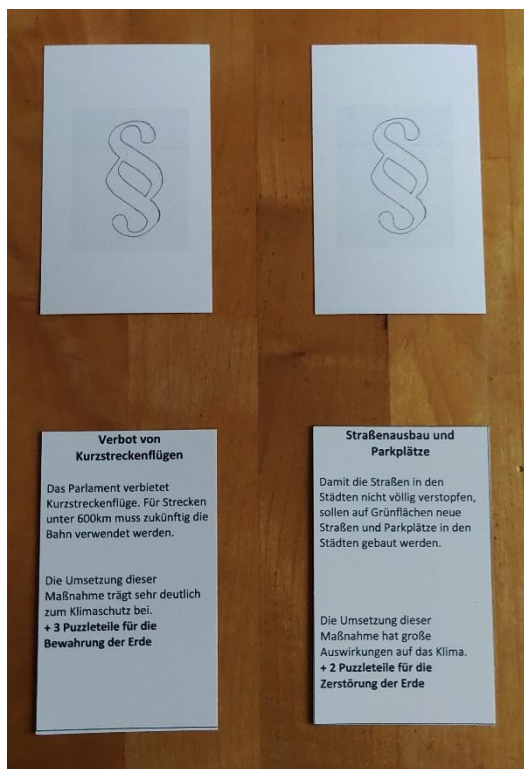 §
§
Verbot von
Kurzstreckenflügen
Das Parlament verbietet
Kurzstreckenflüge. Für Strecken
unter 600km muss zukünftig die
Bahn verwendet werden.
Die Umsetzung dieser
Maßnahme trägt sehr deutlich
zum Klimaschutz bei.
+ 3 Puzzleteile für die
Bewahrung der Erde
Straßenausbau und
Parkplätze
Damit die Straßen in den
Städten nicht völlig verstopfen,
sollen auf Grünflächen neue
Straßen und Parkplätze in den
Städten gebaut werden.
Die Umsetzung dieser
Maßnahme hat große
Auswirkungen auf das Klima.
+ 2 Puzzleteile für die
Zerstörung der Erde